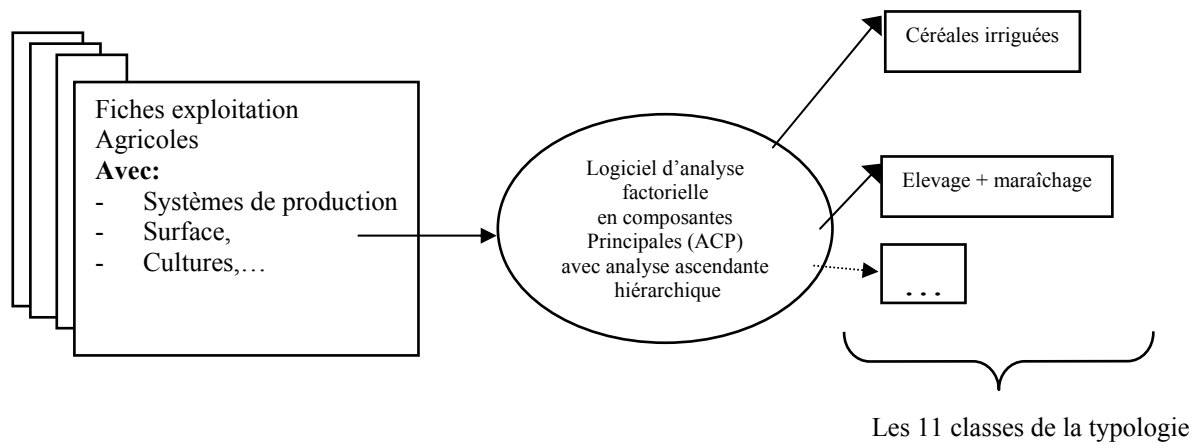 Fiches exploitation
Agricoles
Avec:
- Systèmes de production
- Surface,
- Cultures,…
Logiciel d'analyse
factorielle
en composantes
Principales (ACP)
avec analyse ascendante
hiérarchique
Céréales irriguées
Elevage + maraîchage
...
Les 11 classes de la typologie